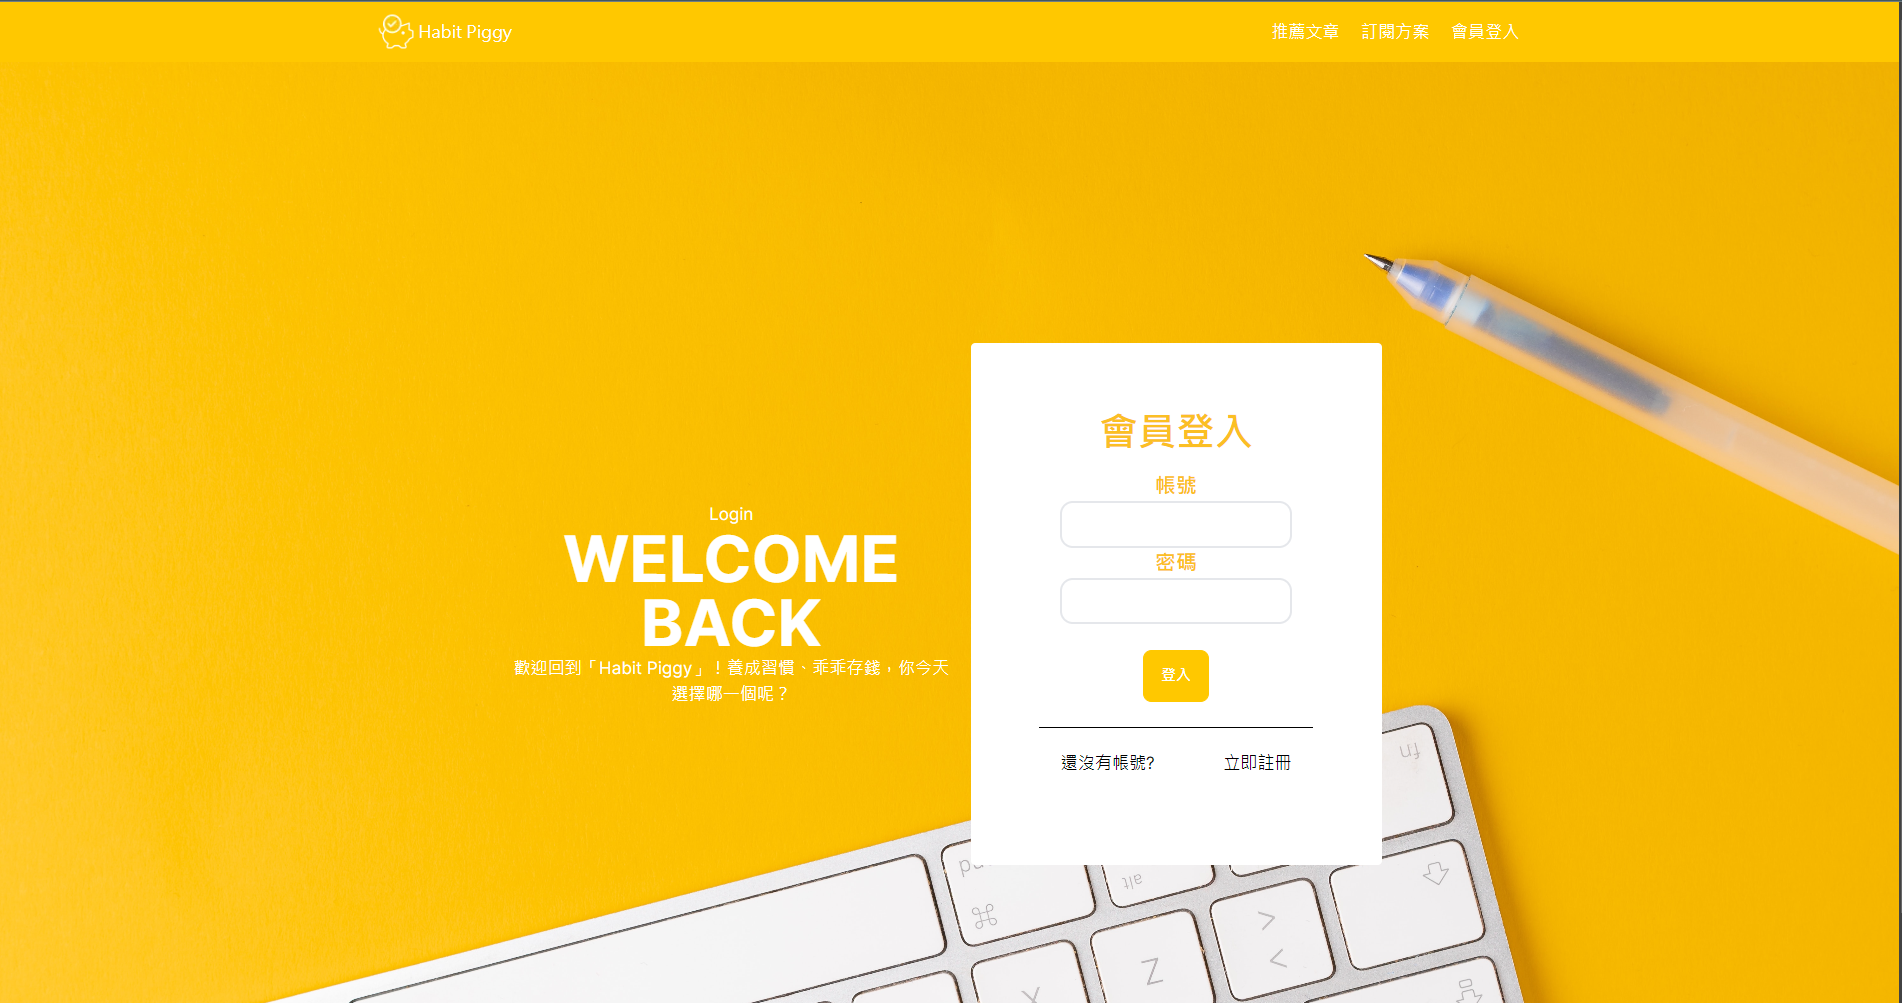 Habit Piggy
推薦文章 訂閱方案 會員登入
Login
WELCOME
BACK
歡迎回到「Habit Piggy」！養成習慣、乖乖存錢，你今天
選擇哪一個呢？
會員登入
帳號
密碼
登入
還沒有帳號? 立即註冊
fn
alt
⌘
Z
X